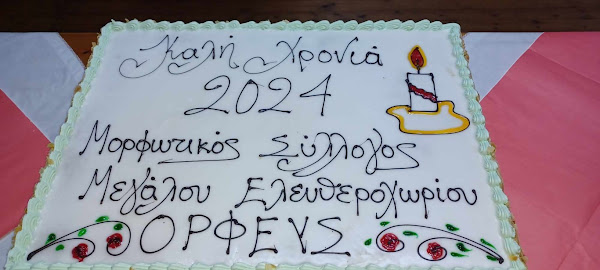 Καλή Χρονιά
2024
Μορφωτικός Σύλλογος
Μεγάλου Ελευθεροχωρίου
ΟΡΦΕΥΣ